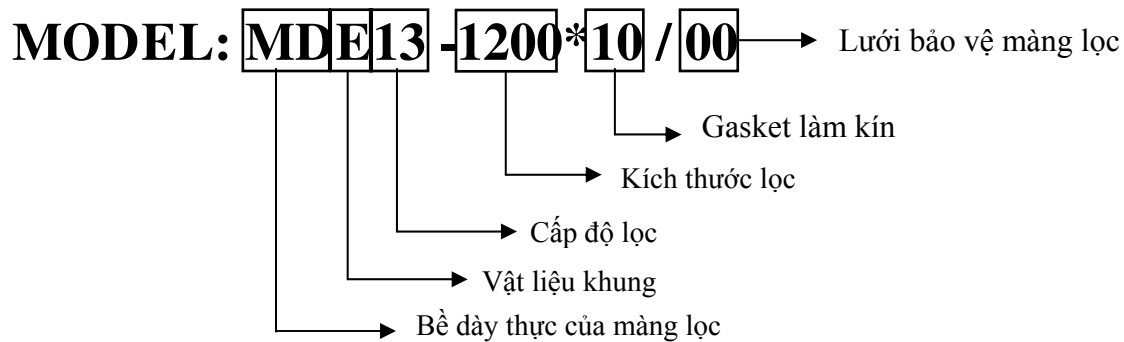 MODEL: MDE13 -1200*10 / 00 Lưới bảo vệ màng lọc
Gasket làm kín
Kích thước lọc
Cấp độ lọc
Vật liệu khung
Bề dày thực của màng lọc